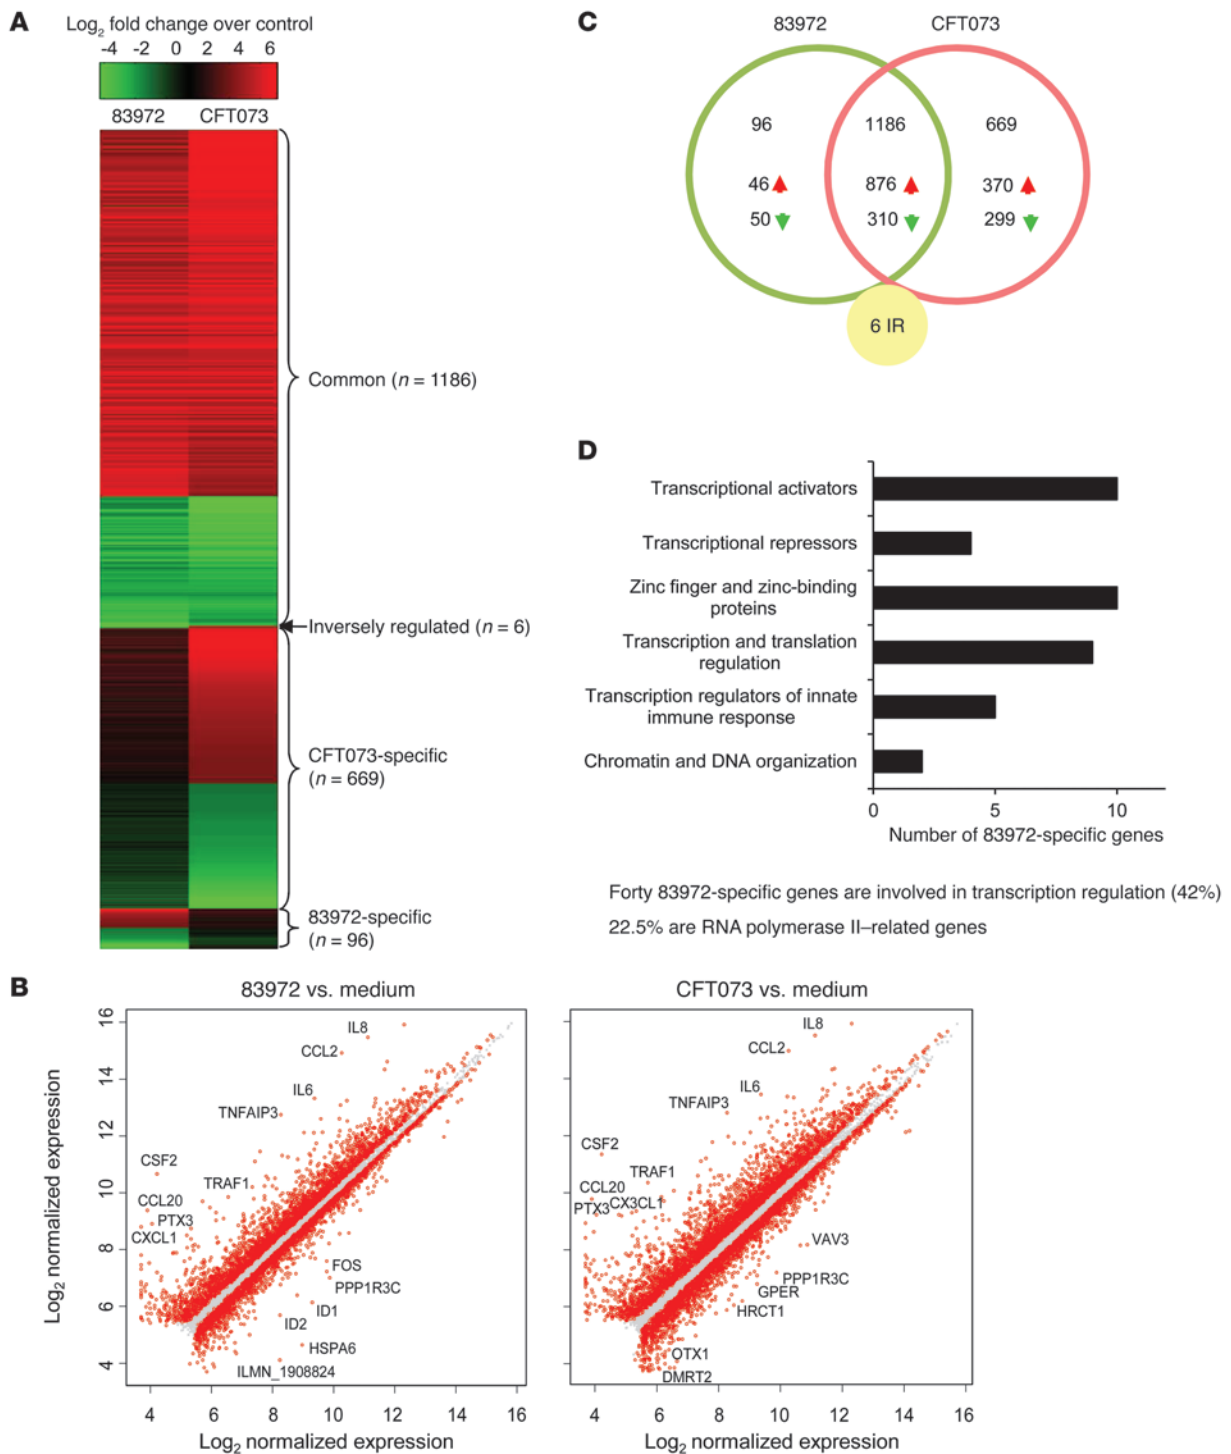 A
Log2 fold change over control
-4 -2 0 2 4 6
83972 CFT073
Common (n = 1186)
Inversely regulated (n = 6)
CFT073-specific
(n = 669)
83972-specific
(n = 96)
C
83972 CFT073
96 1186 669
46 876 370
50 310 299
6 IR
D
Transcriptional activators
Transcriptional repressors
Zinc finger and zinc-binding
proteins
Transcription and translation
regulation
Transcription regulators of innate
immune response
Chromatin and DNA organization
0 5 10
Number of 83972-specific genes
Forty 83972-specific genes are involved in transcription regulation (42%)
22.5% are RNA polymerase II–related genes
B
83972 vs. medium
Log2 normalized expression
16
14
12
10
8
6
4
IL8
CCL2
IL6
TNFAIP3
CSF2
TRAF1
CCL20
PTX3
CXCL1
FOS
PPP1R3C
ID1
ID2
HSPA6
ILMN_1908824
4 6 8 10 12 14 16
Log2 normalized expression
CFT073 vs. medium
IL8
CCL2
IL6
TNFAIP3
CSF2
TRAF1
CCL20
PTX3 CX3CL1
VAV3
PPP1R3C
GPER
HRCT1
OTX1
DMRT2
4 6 8 10 12 14 16
Log2 normalized expression